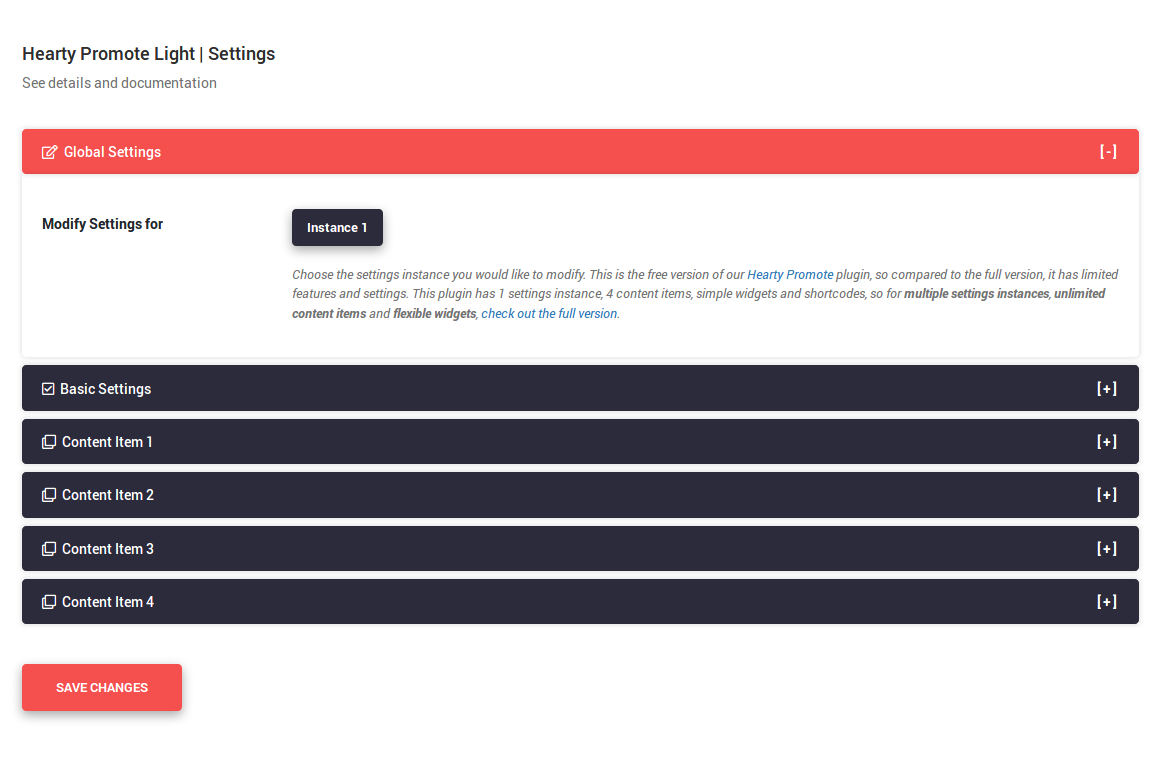 Hearty Promote Light | Settings
See details and documentation
Global Settings [-]
Modify Settings for
Instance 1
Choose the settings instance you would like to modify. This is the free version of our Hearty Promote plugin, so compared to the full version, it has limited
features and settings. This plugin has 1 settings instance, 4 content items, simple widgets and shortcodes, so for multiple settings instances, unlimited
content items and flexible widgets, check out the full version.
Basic Settings [+]
Content Item 1 [+]
Content Item 2 [+]
Content Item 3 [+]
Content Item 4 [+]
SAVE CHANGES